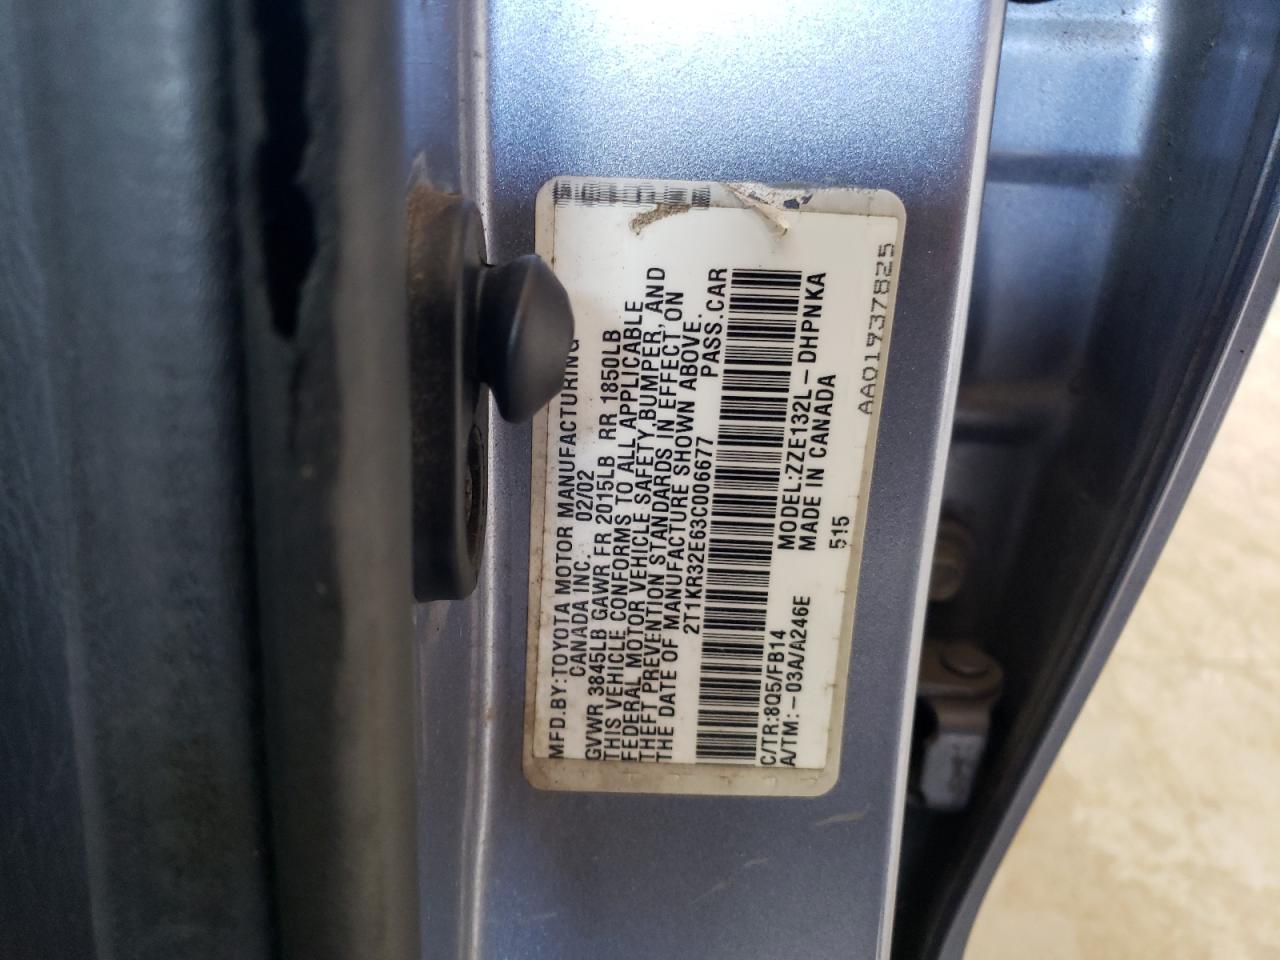 MFD.BY:TOYOTA MOTOR MANUFACTURING
CANADA INC. 02/02
GVWR 3845LB GAWR FR 2015LB RR 1850LB
THIS VEHICLE CONFORMS TO ALL APPLICABLE
FEDERAL MOTOR VEHICLE SAFETY,BUMPER, AND
THEFT PREVENTION STANDARDS IN EFFECT ON
THE DATE OF MANUFACTURE SHOWN ABOVE.
2T1KR32E63C006677 PASS.CAR
C/TR:8Q5/FB14 MODEL:ZZE132L-DHPNKA
A/TM:-03A/A246E MADE IN CANADA
515 AA01937825